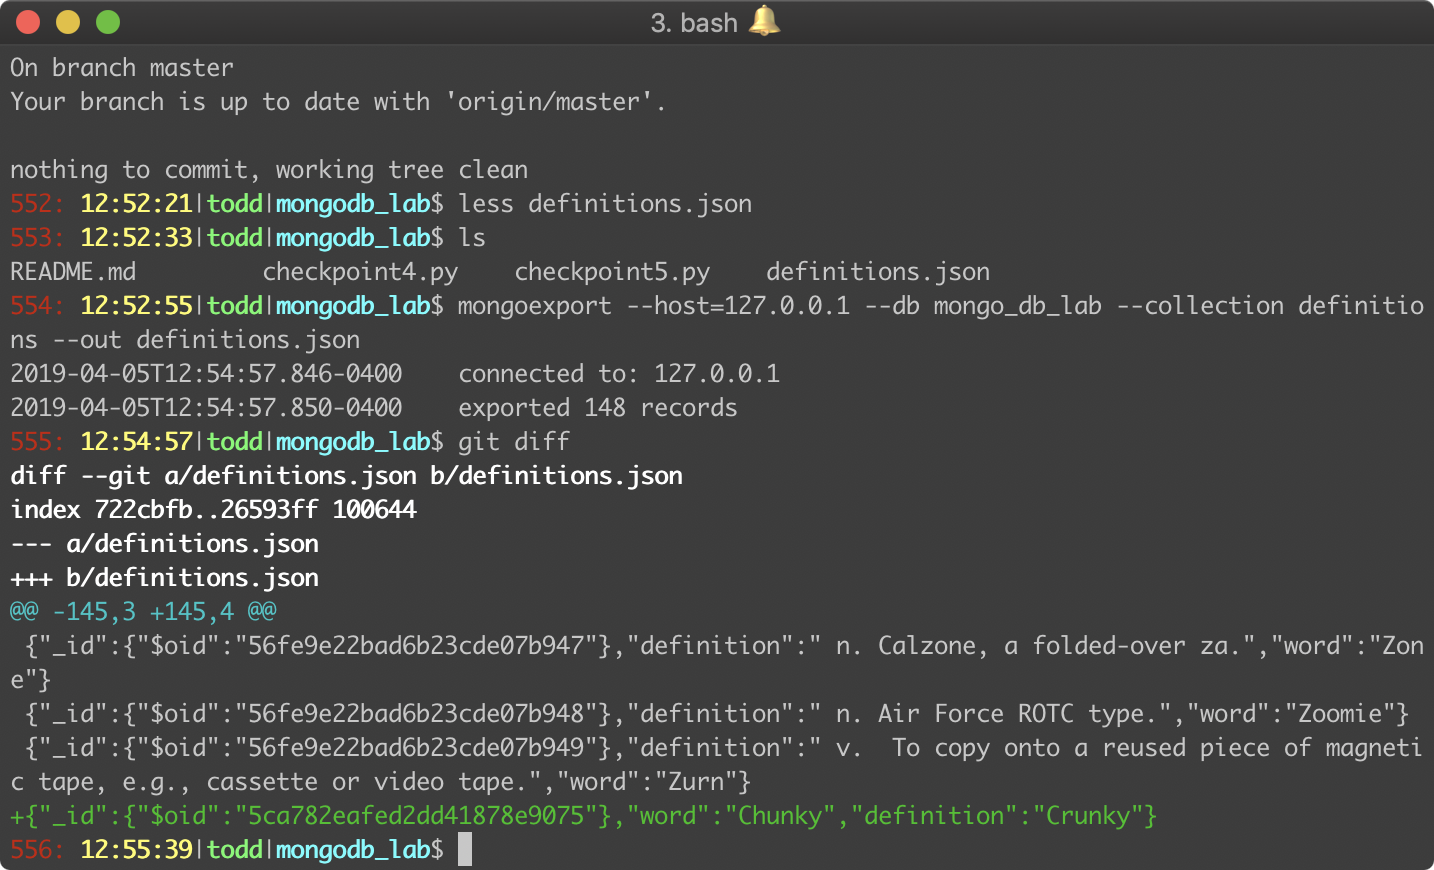 3. bash 🔔
On branch master
Your branch is up to date with 'origin/master'.
nothing to commit, working tree clean
552: 12:52:21|todd|mongodb_lab$ less definitions.json
553: 12:52:33|todd|mongodb_lab$ ls
README.md         checkpoint4.py    checkpoint5.py    definitions.json
554: 12:52:55|todd|mongodb_lab$ mongoexport --host=127.0.0.1 --db mongo_db_lab --collection definitio
ns --out definitions.json
2019-04-05T12:54:57.846-0400    connected to: 127.0.0.1
2019-04-05T12:54:57.850-0400    exported 148 records
555: 12:54:57|todd|mongodb_lab$ git diff
diff --git a/definitions.json b/definitions.json
index 722cbfb..26593ff 100644
--- a/definitions.json
+++ b/definitions.json
@@ -145,3 +145,4 @@
 {"_id":{"$oid":"56fe9e22bad6b23cde07b947"},"definition":" n. Calzone, a folded-over za.","word":"Zon
e"}
 {"_id":{"$oid":"56fe9e22bad6b23cde07b948"},"definition":" n. Air Force ROTC type.","word":"Zoomie"}
 {"_id":{"$oid":"56fe9e22bad6b23cde07b949"},"definition":" v.  To copy onto a reused piece of magneti
c tape, e.g., cassette or video tape.","word":"Zurn"}
+{"_id":{"$oid":"5ca782eafed2dd41878e9075"},"word":"Chunky","definition":"Crunky"}
556: 12:55:39|todd|mongodb_lab$